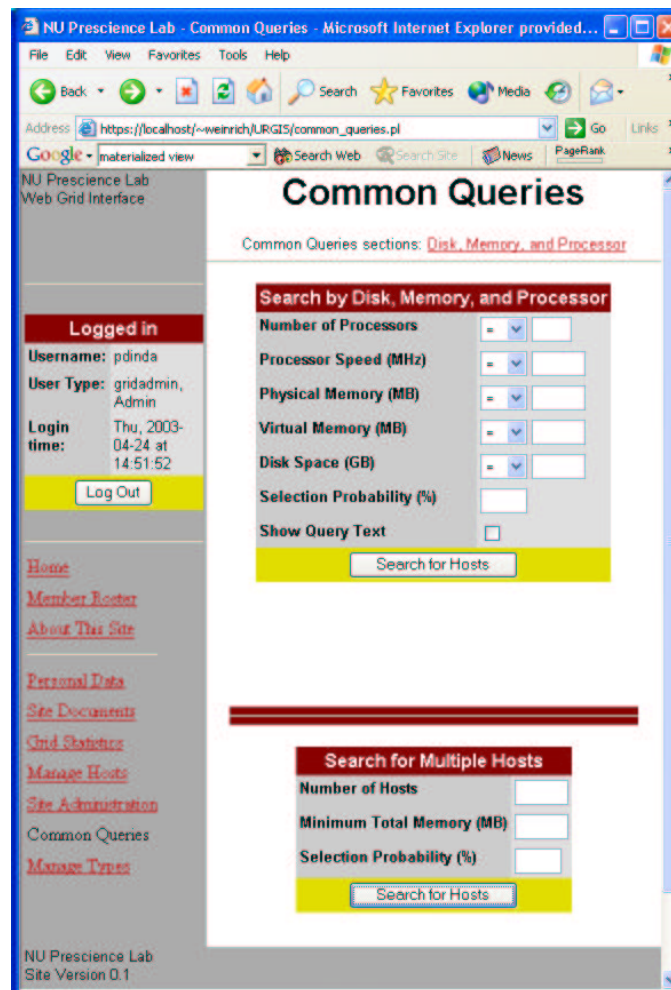 NU Prescience Lab - Common Queries - Microsoft Internet Explorer provided...
File Edit View Favorites Tools Help
Back Search Favorites Media
Address https://localhost/~weinrich/URGIS/common_queries.pl Go Links
Google materialized view Search Web Search Site News PageRank
NU Prescience Lab
Web Grid Interface
Common Queries
Common Queries sections: Disk, Memory, and Processor
Logged in
Username: pdinda
User Type: gridadmin, Admin
Login time: Thu, 2003-04-24 at 14:51:52
Log Out
Home
Member Roster
About This Site
Personal Data
Site Documents
Grid Statistics
Manage Hosts
Site Administration
Common Queries
Manage Types
Search by Disk, Memory, and Processor
Number of Processors =
Processor Speed (MHz) =
Physical Memory (MB) =
Virtual Memory (MB) =
Disk Space (GB) =
Selection Probability (%)
Show Query Text
Search for Hosts
Search for Multiple Hosts
Number of Hosts
Minimum Total Memory (MB)
Selection Probability (%)
Search for Hosts
NU Prescience Lab
Site Version 0.1